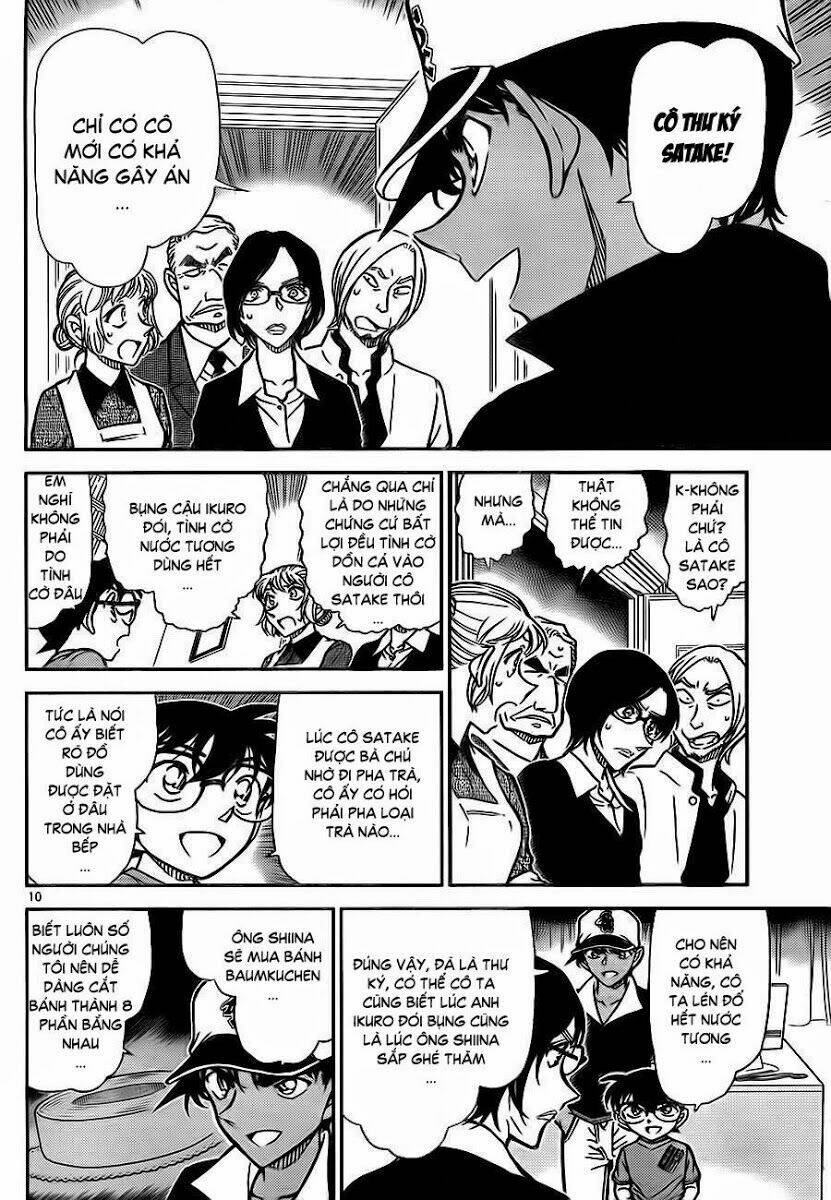 CÔ THƯ KÝ
SATAKE!
CHỈ CÓ CÔ
MỚI CÓ KHẢ
NĂNG GÂY ÁN
...
K-KHÔNG
PHẢI
CHỨ?
LÀ CÔ
SATAKE
SAO?
THẬT
KHÔNG
THỂ TIN
ĐƯỢC...
NHƯNG
MÀ...
CHẲNG QUA CHỈ
LÀ DO NHỮNG
CHỨNG CỨ BẤT
LỢI ĐỀU TÌNH CỜ
DỒN CẢ VÀO
NGƯỜI CÔ
SATAKE THÔI
...
BỤNG CẬU IKURO
ĐÓI, TÌNH CỜ
NƯỚC TƯƠNG
DÙNG HẾT
...
EM
NGHĨ
KHÔNG
PHẢI
DO
TÌNH
CỜ ĐÂU
LÚC CÔ SATAKE
ĐƯỢC BÀ CHỦ
NHỜ ĐI PHA TRÀ,
CÔ ẤY CÓ HỎI
PHẢI PHA LOẠI
TRÀ NÀO...
TỨC LÀ NÓI
CÔ ẤY BIẾT
RÕ ĐỒ
DÙNG
ĐƯỢC ĐẶT
Ở ĐÂU
TRONG NHÀ
BẾP
...
10
CHO NÊN
CÓ KHẢ
NĂNG, CÔ
TA LÉN ĐỔ
HẾT NƯỚC
TƯƠNG
...
ĐÚNG VẬY, ĐÃ LÀ THƯ
KÝ, CÓ THỂ CÔ TA
CŨNG BIẾT LÚC ANH
IKURO ĐÓI BỤNG CŨNG
LÀ LÚC ÔNG SHIINA
SẮP GHÉ THĂM
...
ÔNG SHIINA
SẼ MUA BÁNH
BAUMKUCHEN
...
BIẾT LUÔN SỐ
NGƯỜI CHÚNG
TÔI NÊN DỄ
DÀNG CẮT
BÁNH THÀNH 8
PHẦN BẰNG
NHAU
...